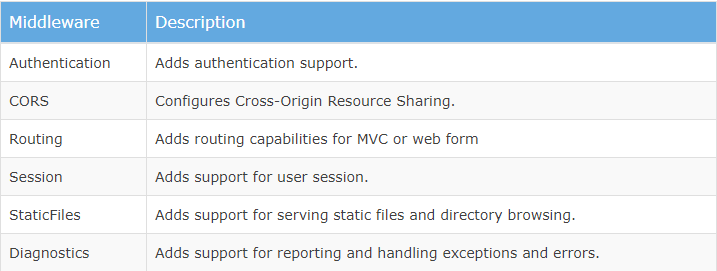 Middleware Description
Authentication Adds authentication support.
CORS Configures Cross-Origin Resource Sharing.
Routing Adds routing capabilities for MVC or web form
Session Adds support for user session.
StaticFiles Adds support for serving static files and directory browsing.
Diagnostics Adds support for reporting and handling exceptions and errors.